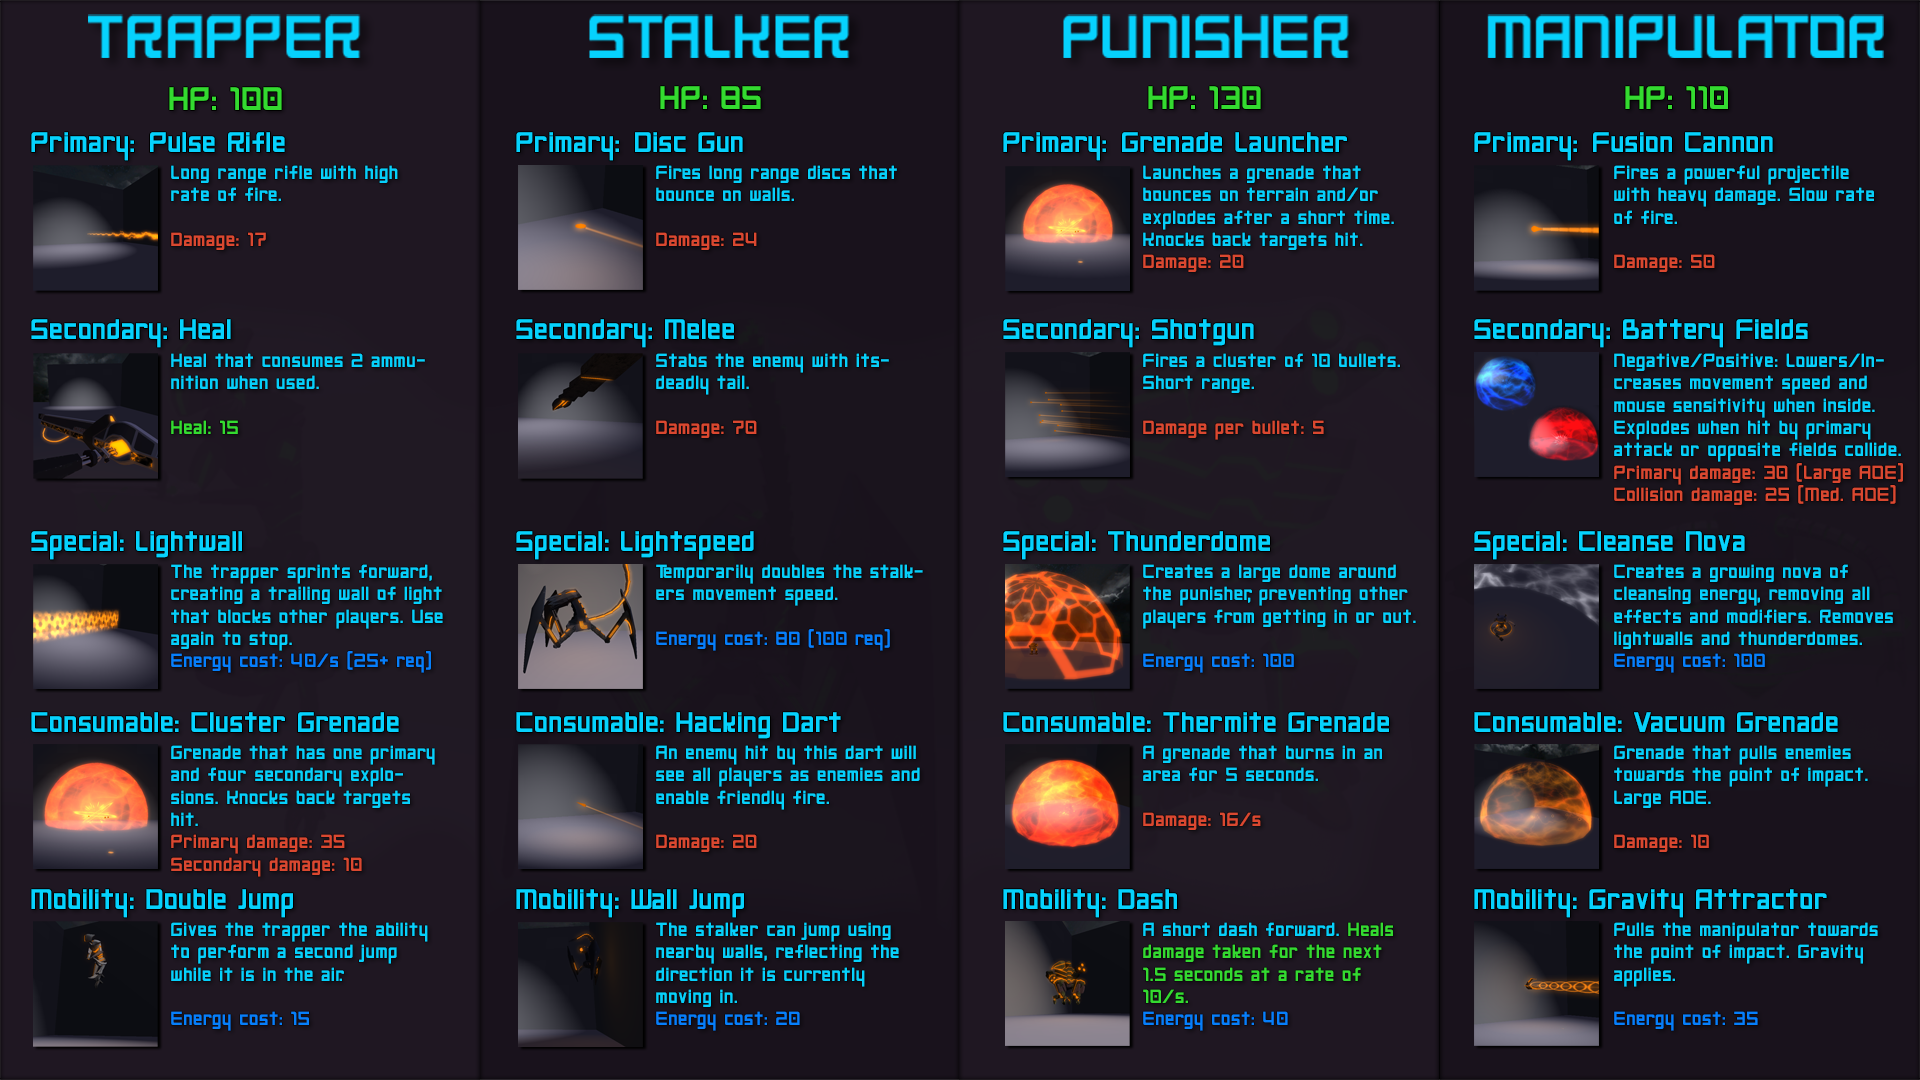 TRAPPER
HP: 100
Primary: Pulse Rifle
Long range rifle with high
rate of fire.
Damage: 17
Secondary: Heal
Heal that consumes 2 ammu-
nition when used.
Heal: 15
Special: Lightwall
The trapper sprints forward,
creating a trailing wall of light
that blocks other players. Use
again to stop.
Energy cost: 40/s [25+ req]
Consumable: Cluster Grenade
Grenade that has one primary
and four secondary explo-
sions. Knocks back targets
hit.
Primary damage: 35
Secondary damage: 10
Mobility: Double Jump
Gives the trapper the ability
to perform a second jump
while it is in the air.
Energy cost: 15
STALKER
HP: 85
Primary: Disc Gun
Fires long range discs that
bounce on walls.
Damage: 24
Secondary: Melee
Stabs the enemy with its-
deadly tail.
Damage: 70
Special: Lightspeed
Temporarily doubles the stalk-
ers movement speed.
Energy cost: 80 [100 req]
Consumable: Hacking Dart
An enemy hit by this dart will
see all players as enemies and
enable friendly fire.
Damage: 20
Mobility: Wall Jump
The stalker can jump using
nearby walls, reflecting the
direction it is currently
moving in.
Energy cost: 20
PUNISHER
HP: 130
Primary: Grenade Launcher
Launches a grenade that
bounces on terrain and/or
explodes after a short time.
Knocks back targets hit.
Damage: 20
Secondary: Shotgun
Fires a cluster of 10 bullets.
Short range.
Damage per bullet: 5
Special: Thunderdome
Creates a large dome around
the punisher, preventing other
players from getting in or out.
Energy cost: 100
Consumable: Thermite Grenade
A grenade that burns in an
area for 5 seconds.
Damage: 16/s
Mobility: Dash
A short dash forward. Heals
damage taken for the next
1.5 seconds at a rate of
10/s.
Energy cost: 40
MANIPULATOR
HP: 110
Primary: Fusion Cannon
Fires a powerful projectile
with heavy damage. Slow rate
of fire.
Damage: 50
Secondary: Battery Fields
Negative/Positive: Lowers/In-
creases movement speed and
mouse sensitivity when inside.
Explodes when hit by primary
attack or opposite fields collide.
Primary damage: 30 [Large AOE]
Collision damage: 25 [Med. AOE]
Special: Cleanse Nova
Creates a growing nova of
cleansing energy, removing all
effects and modifiers. Removes
lightwalls and thunderdomes.
Energy cost: 100
Consumable: Vacuum Grenade
Grenade that pulls enemies
towards the point of impact.
Large AOE.
Damage: 10
Mobility: Gravity Attractor
Pulls the manipulator towards
the point of impact. Gravity
applies.
Energy cost: 35